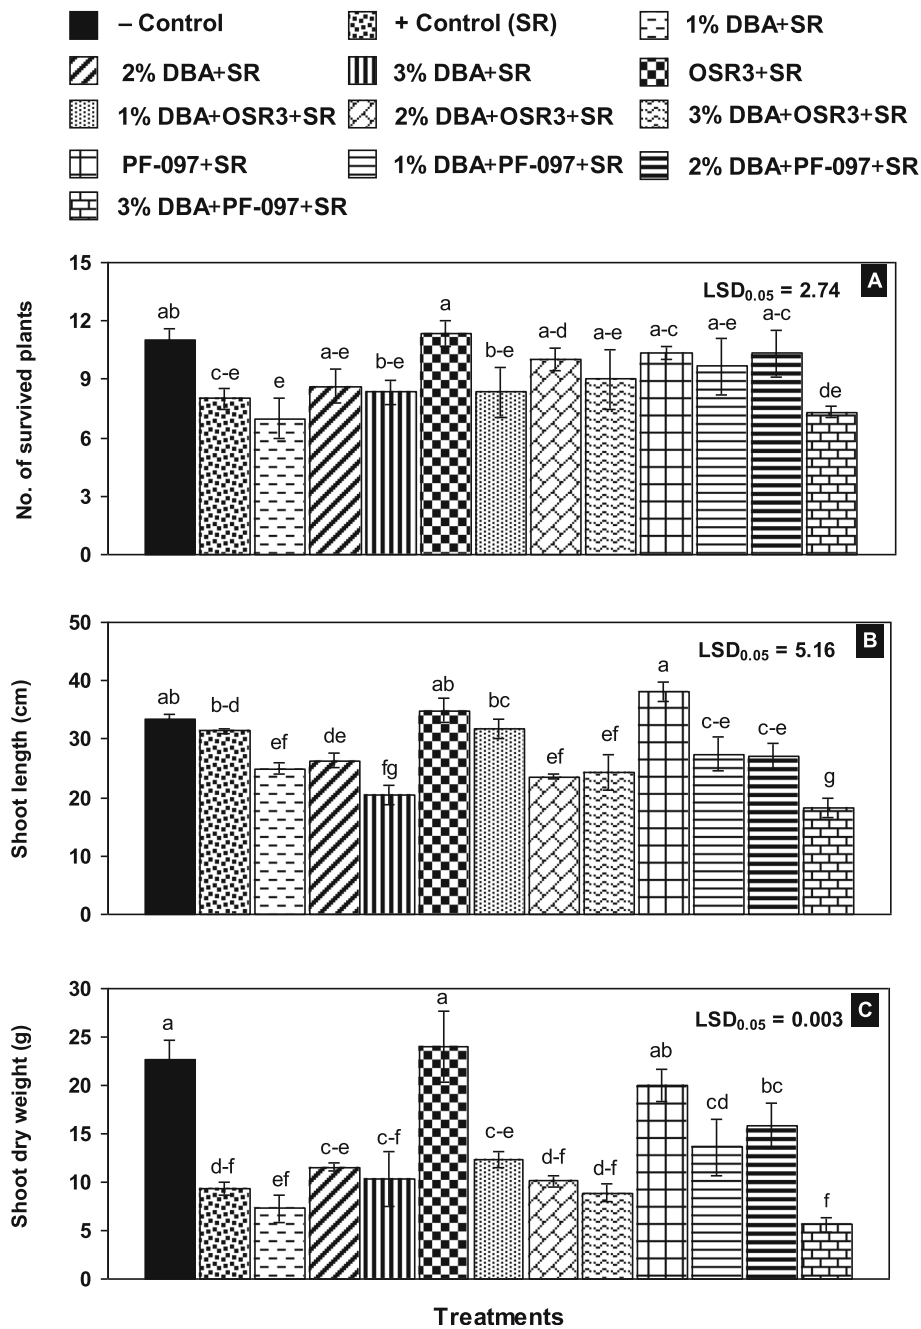 – Control + Control (SR) 1% DBA+SR
2% DBA+SR 3% DBA+SR OSR3+SR
1% DBA+OSR3+SR 2% DBA+OSR3+SR 3% DBA+OSR3+SR
PF-097+SR 1% DBA+PF-097+SR 2% DBA+PF-097+SR
3% DBA+PF-097+SR
No. of survived plants
15
12
9
6
3
0
A
LSD0.05 = 2.74
ab c-e e a-e b-e a b-e a-d a-e a-c a-e a-c de
Shoot length (cm)
50
40
30
20
10
0
B
LSD0.05 = 5.16
ab b-d ef de fg ab bc ef ef a c-e c-e g
Shoot dry weight (g)
30
25
20
15
10
5
0
C
LSD0.05 = 0.003
a d-f ef c-e c-f a c-e d-f d-f ab cd bc f
Treatments